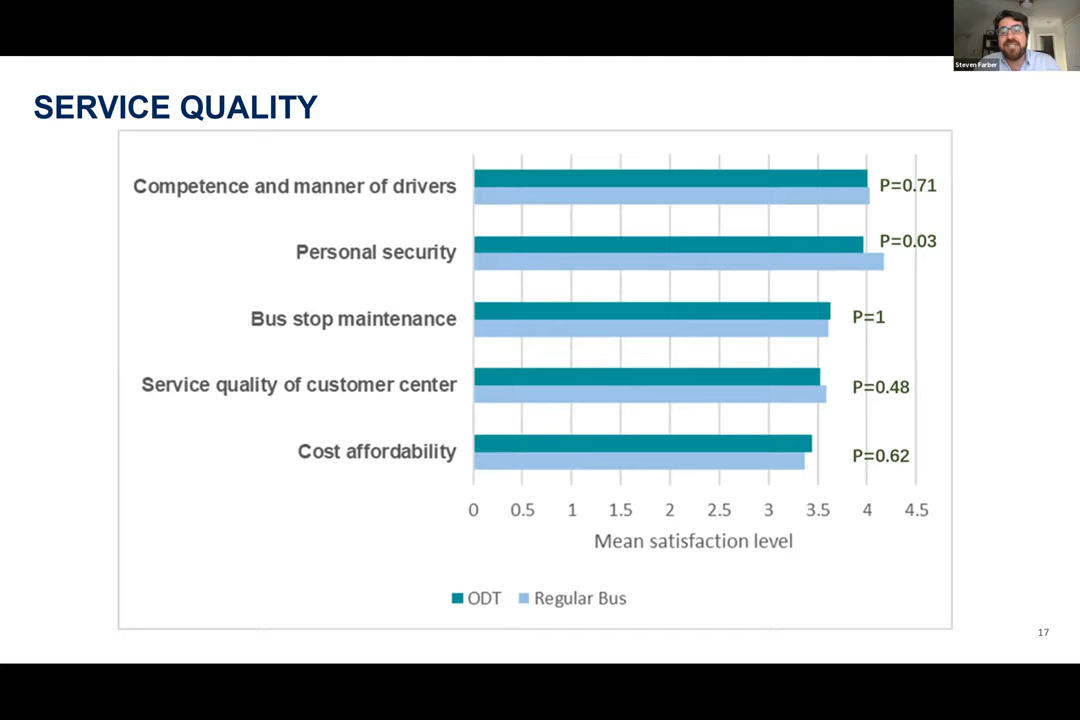 Steven Farber
SERVICE QUALITY
Competence and manner of drivers
P=0.71
Personal security
P=0.03
Bus stop maintenance
P=1
Service quality of customer center
P=0.48
Cost affordability
P=0.62
0 0.5 1 1.5 2 2.5 3 3.5 4 4.5
Mean satisfaction level
ODT Regular Bus
17